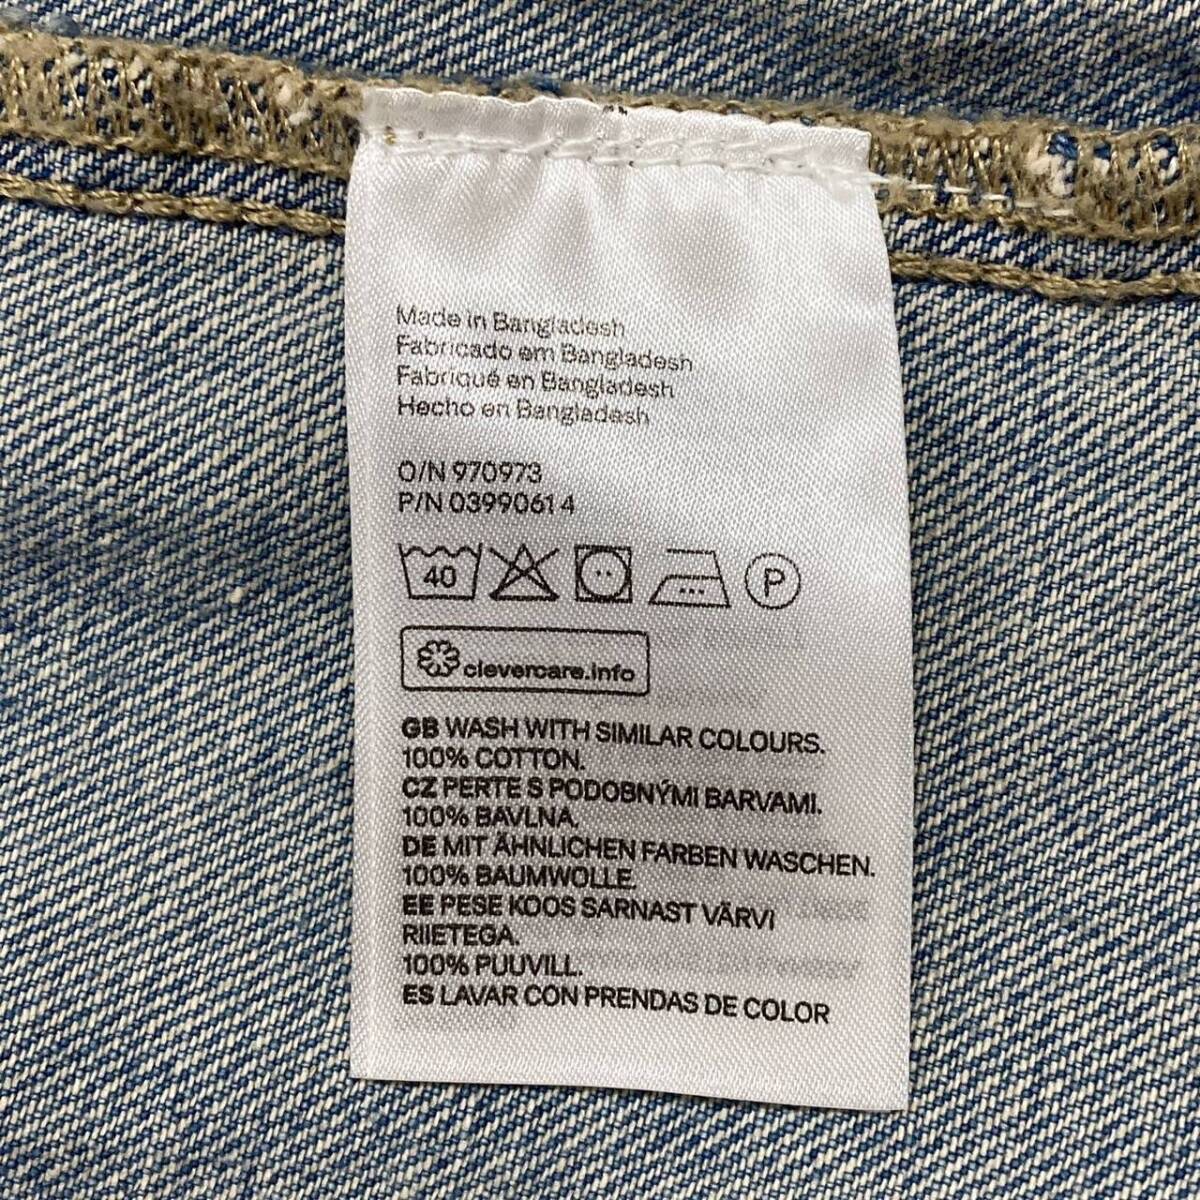 Made in Bangladesh
Fabricado em Bangladesh
Fabriqué en Bangladesh
Hecho en Bangladesh
O/N 970973
P/N 03990614
40 P
clevercare.info
GB WASH WITH SIMILAR COLOURS.
100% COTTON.
CZ PERTE S PODOBNÝMI BARVAMI.
100% BAVLNA.
DE MIT ÄHNLICHEN FARBEN WASCHEN.
100% BAUMWOLLE.
EE PESE KOOS SARNAST VÄRVI
RIIETEGA.
100% PUUVILL.
ES LAVAR CON PRENDAS DE COLOR